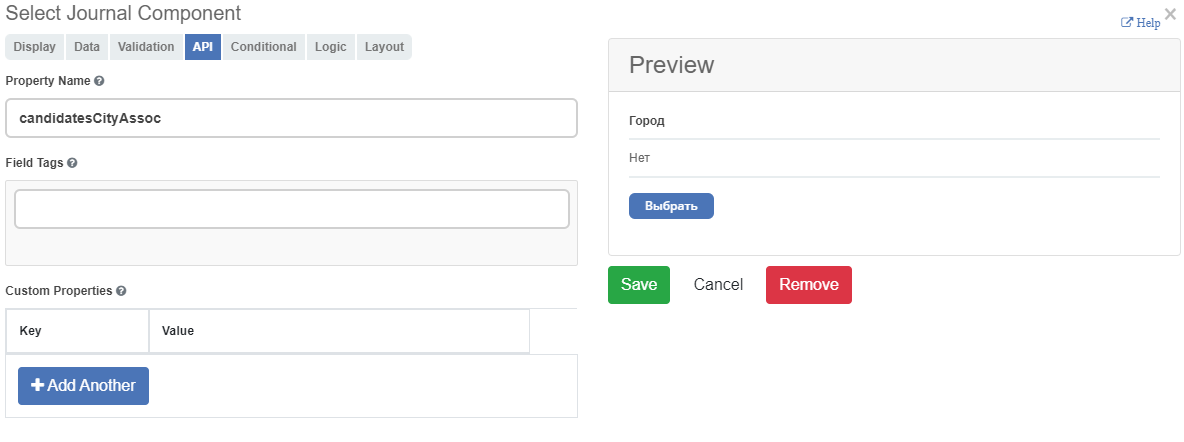 Select Journal Component
Help
Display Data Validation API Conditional Logic Layout
Property Name
candidatesCityAssoc
Field Tags
Custom Properties
Key Value
Add Another
Preview
Город
Нет
Выбрать
Save Cancel Remove